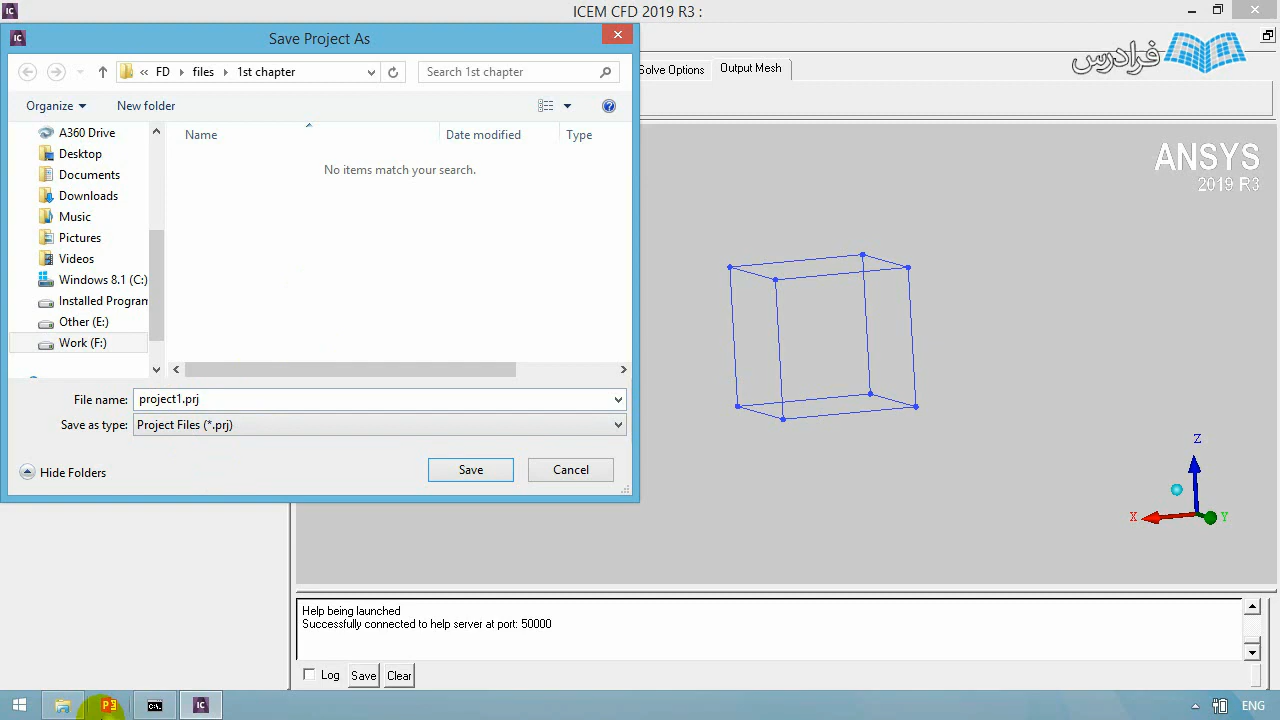 ICEM CFD 2019 R3 :
Save Project As
« FD files 1st chapter
Search 1st chapter
Solve Options
Output Mesh
فرادرس
Organize
New folder
Name
Date modified
Type
No items match your search.
A360 Drive
Desktop
Documents
Downloads
Music
Pictures
Videos
Windows 8.1 (C:)
Installed Program
Other (E:)
Work (F:)
File name:
project1.prj
Save as type:
Project Files (*.prj)
Hide Folders
Save
Cancel
ANSYS
2019 R3
Z
X
Y
Help being launched
Successfully connected to help server at port: 50000
Log
Save
Clear
ENG